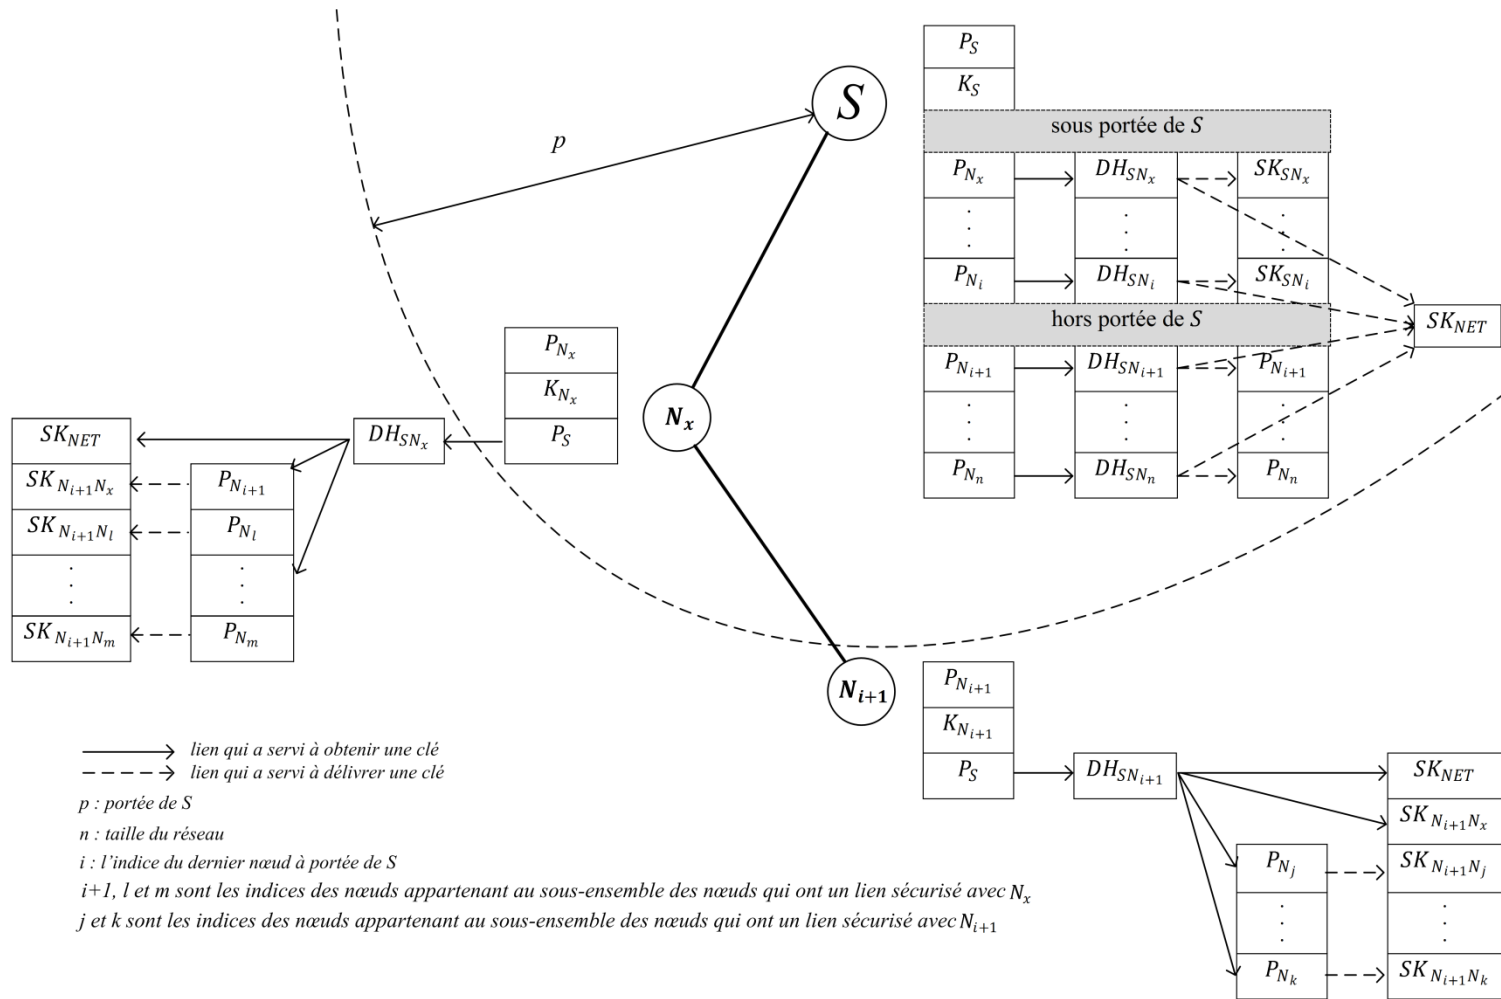 S
p
P_S
K_S
sous portée de S
P_{N_x} DH_{SN_x} SK_{SN_x}
. . .
. . .
. . .
P_{N_i} DH_{SN_i} SK_{SN_i}
hors portée de S
SK_{NET}
P_{N_{i+1}} DH_{SN_{i+1}} P_{N_{i+1}}
. . .
. . .
. . .
P_{N_n} DH_{SN_n} P_{N_n}
P_{N_x}
K_{N_x}
P_S
N_x
DH_{SN_x}
SK_{NET}
SK_{N_{i+1}N_x} P_{N_{i+1}}
SK_{N_{i+1}N_l} P_{N_l}
. .
. .
. .
SK_{N_{i+1}N_m} P_{N_m}
N_{i+1}
P_{N_{i+1}}
K_{N_{i+1}}
P_S DH_{SN_{i+1}} SK_{NET}
SK_{N_{i+1}N_x}
P_{N_j} SK_{N_{i+1}N_j}
. .
. .
. .
P_{N_k} SK_{N_{i+1}N_k}
lien qui a servi à obtenir une clé
lien qui a servi à délivrer une clé
p : portée de S
n : taille du réseau
i : l'indice du dernier nœud à portée de S
i+1, l et m sont les indices des nœuds appartenant au sous-ensemble des nœuds qui ont un lien sécurisé avec N_x
j et k sont les indices des nœuds appartenant au sous-ensemble des nœuds qui ont un lien sécurisé avec N_{i+1}